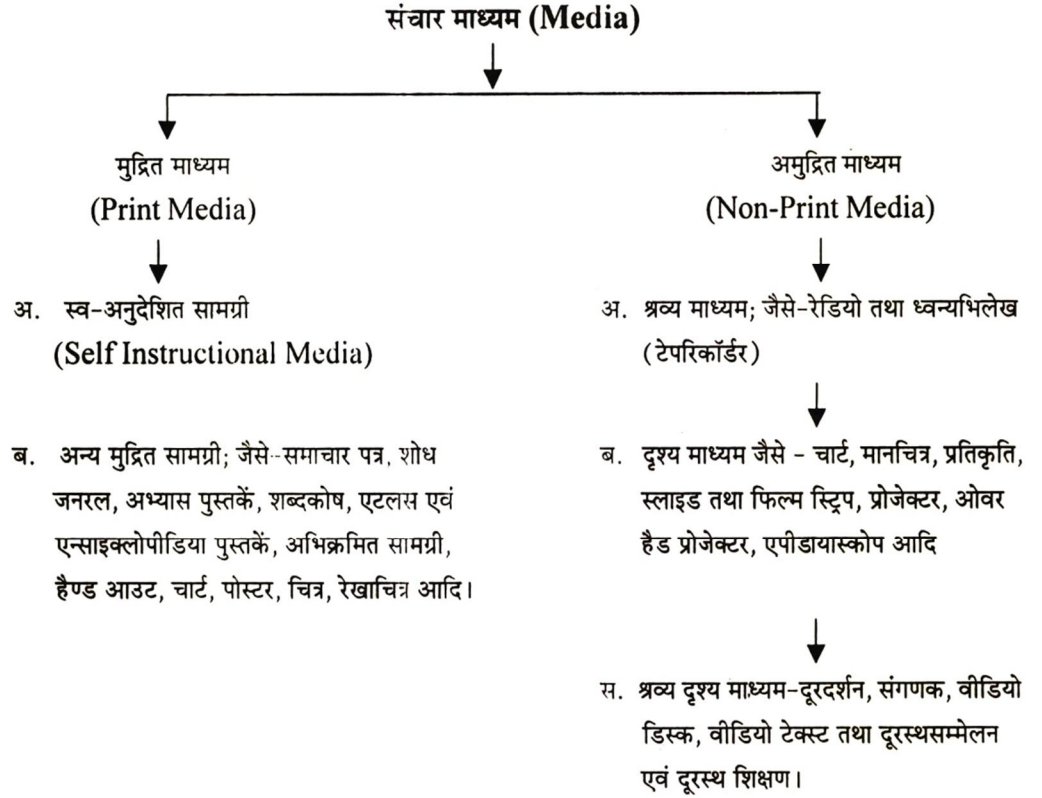 संचार माध्यम (Media)
मुद्रित माध्यम
(Print Media)
अ. स्व-अनुदेशित सामग्री
(Self Instructional Media)
ब. अन्य मुद्रित सामग्री; जैसे--समाचार पत्र, शोध
जनरल, अभ्यास पुस्तकें, शब्दकोष, एटलस एवं
एन्साइक्लोपीडिया पुस्तकें, अभिक्रमित सामग्री,
हैण्ड आउट, चार्ट, पोस्टर, चित्र, रेखाचित्र आदि।
अमुद्रित माध्यम
(Non-Print Media)
अ. श्रव्य माध्यम; जैसे-रेडियो तथा ध्वन्यभिलेख
(टेपरिकॉर्डर)
ब. दृश्य माध्यम जैसे - चार्ट, मानचित्र, प्रतिकृति,
स्लाइड तथा फिल्म स्ट्रिप, प्रोजेक्टर, ओवर
हैड प्रोजेक्टर, एपीडायास्कोप आदि
स. श्रव्य दृश्य माध्यम-दूरदर्शन, संगणक, वीडियो
डिस्क, वीडियो टेक्स्ट तथा दूरस्थसम्मेलन
एवं दूरस्थ शिक्षण।